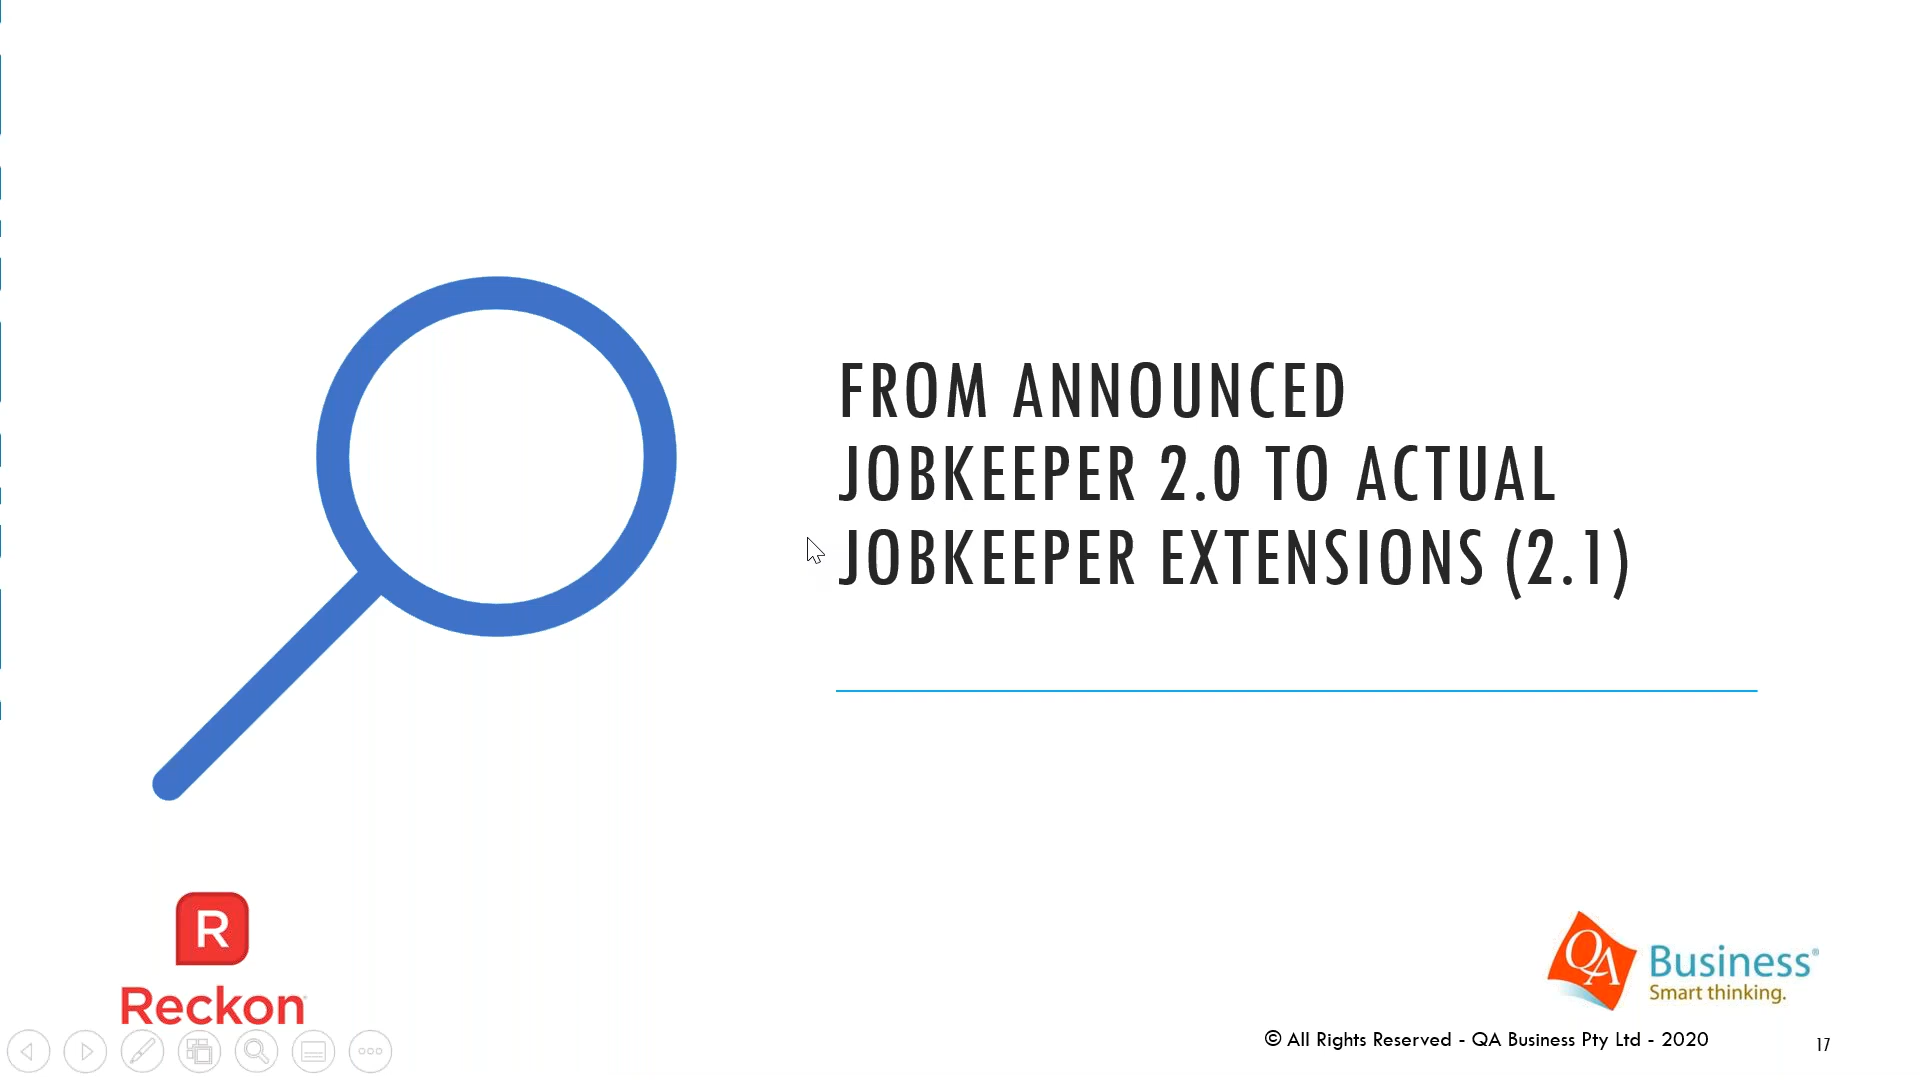 FROM ANNOUNCED
JOBKEEPER 2.0 TO ACTUAL
JOBKEEPER EXTENSIONS (2.1)
R
Reckon
QA Business®
Smart thinking.
© All Rights Reserved - QA Business Pty Ltd - 2020
17